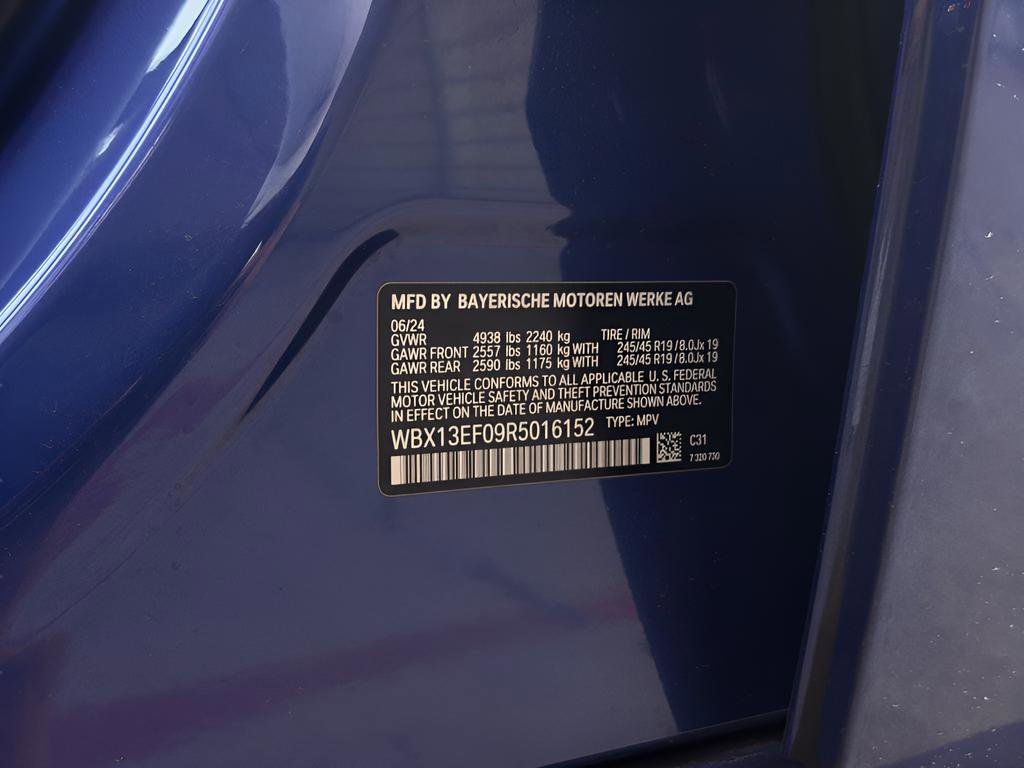 MFD BY BAYERISCHE MOTOREN WERKE AG
06/24
GVWR 4938 lbs 2240 kg TIRE / RIM
GAWR FRONT 2557 lbs 1160 kg WITH 245/45 R19 / 8.0Jx19
GAWR REAR 2590 lbs 1175 kg WITH 245/45 R19 / 8.0Jx19
THIS VEHICLE CONFORMS TO ALL APPLICABLE U.S. FEDERAL
MOTOR VEHICLE SAFETY AND THEFT PREVENTION STANDARDS
IN EFFECT ON THE DATE OF MANUFACTURE SHOWN ABOVE.
WBX13EF09R5016152 TYPE: MPV
C31